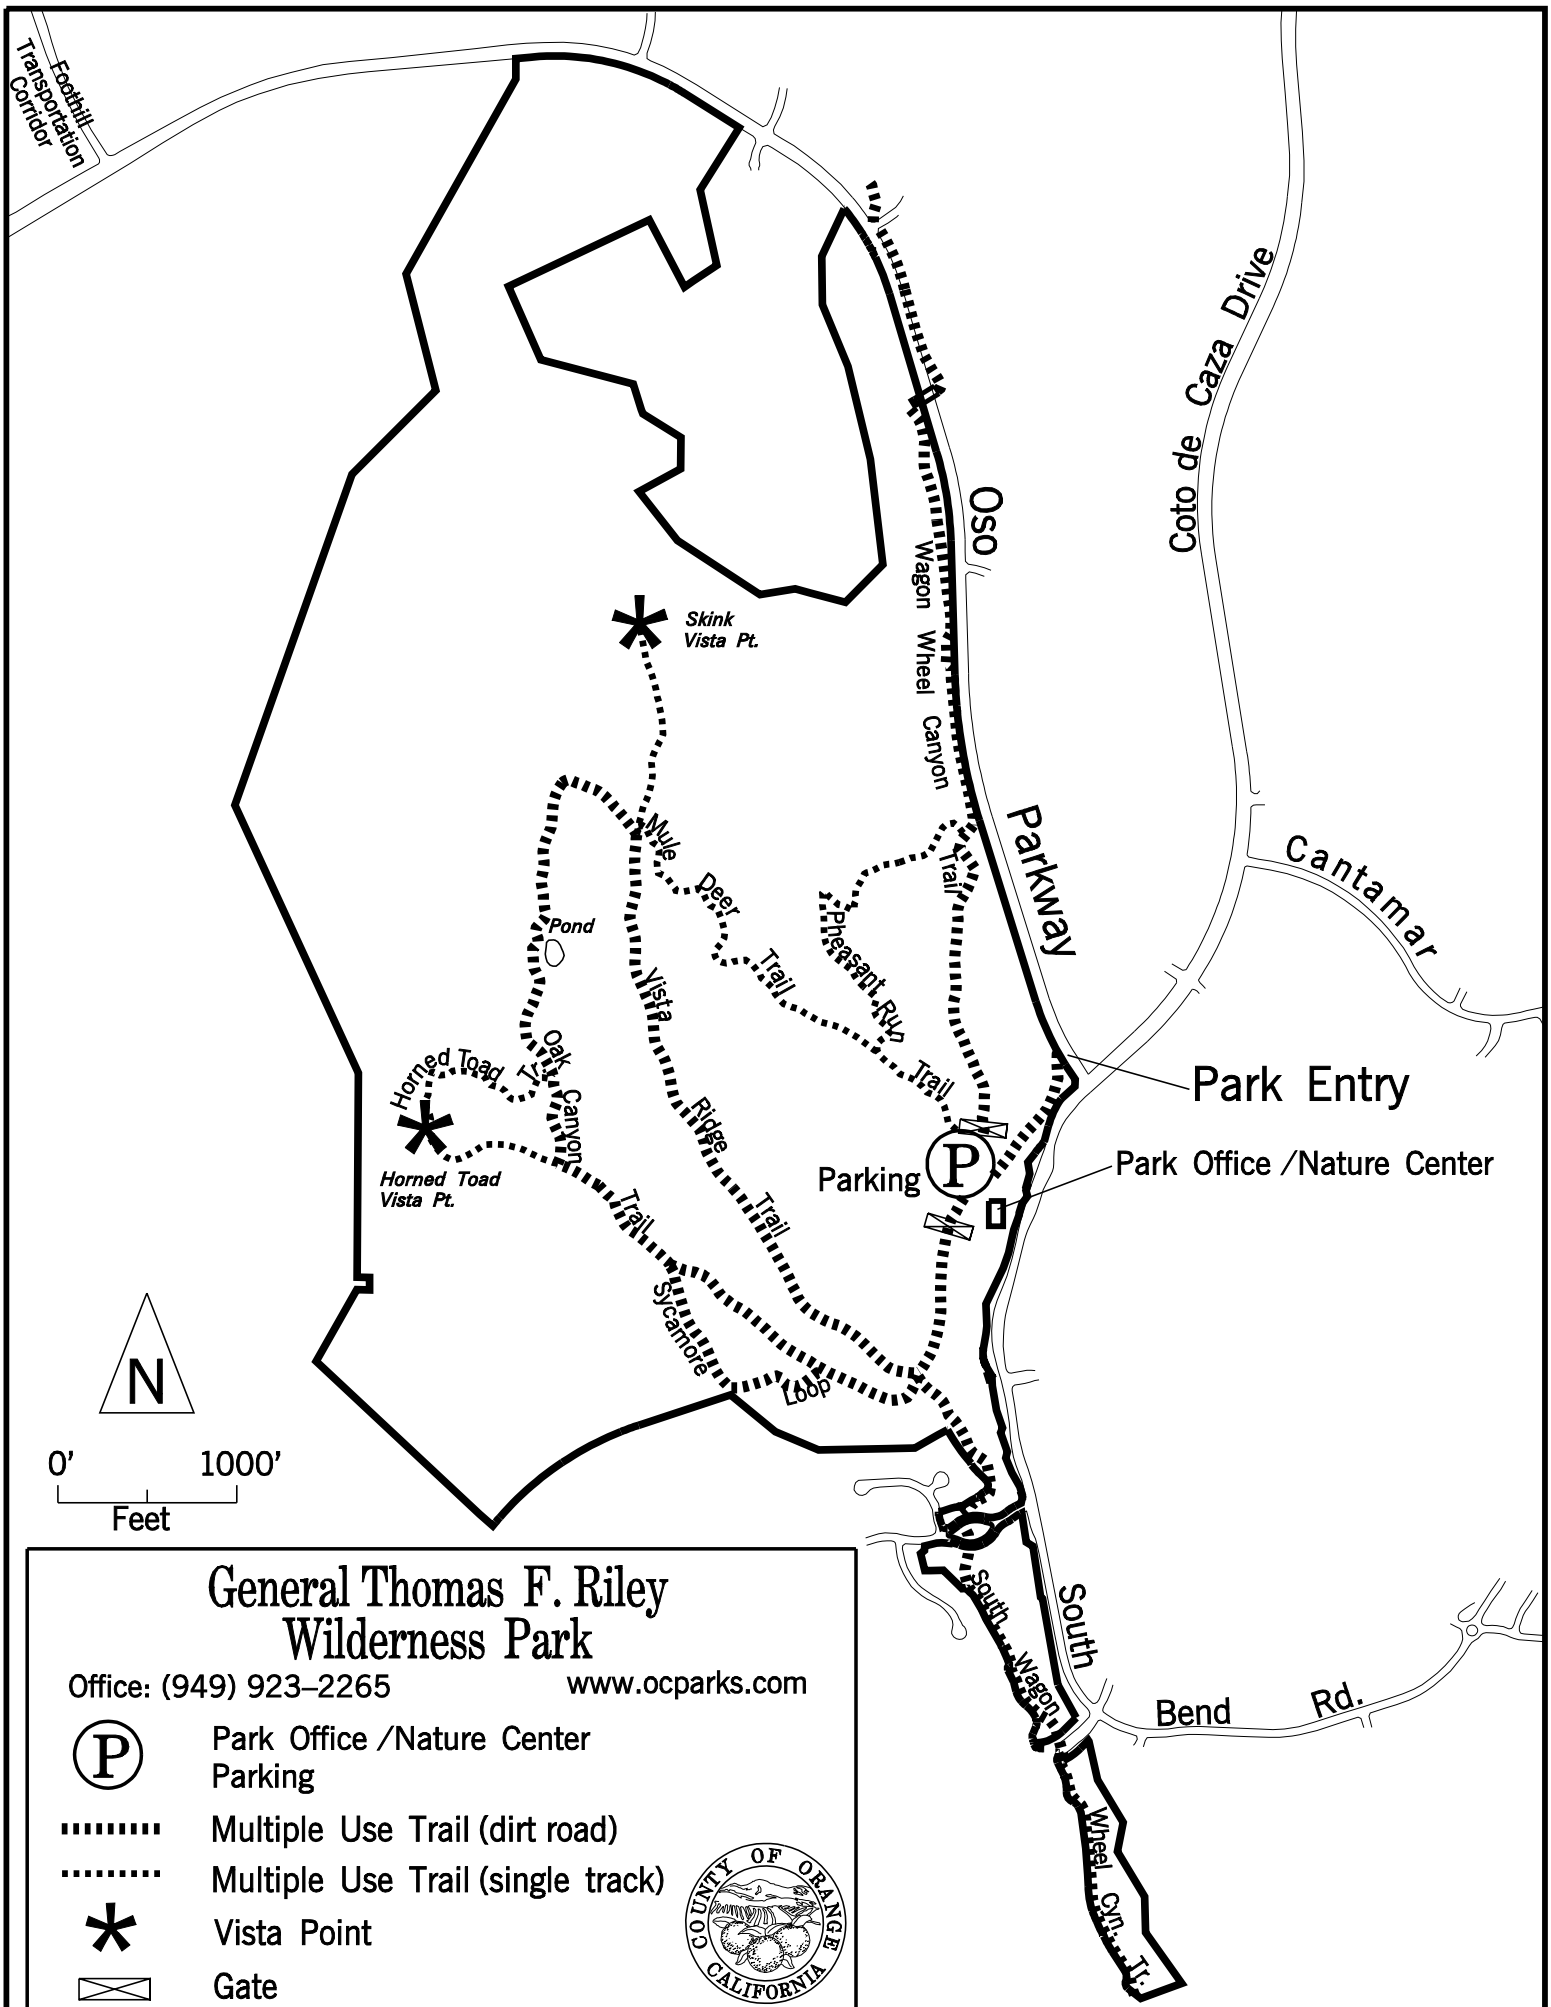 Foothill
Transportation
Corridor
Coto de Caza Drive
Oso
Parkway
Wagon Wheel Canyon
Trail
Skink
Vista Pt.
Cantamar
Mule Deer Trail
Pheasant Run
Trail
Pond
Vista Ridge Trail
Oak Canyon Trail
Horned Toad Tr.
Horned Toad
Vista Pt.
Park Entry
Park Office /Nature Center
Parking
P
Sycamore Loop
N
0' 1000'
Feet
South
South Wagon Wheel Cyn. Tr.
Bend Rd.
General Thomas F. Riley
Wilderness Park
Office: (949) 923–2265 www.ocparks.com
P
Park Office /Nature Center
Parking
Multiple Use Trail (dirt road)
Multiple Use Trail (single track)
Vista Point
Gate
COUNTY OF ORANGE
CALIFORNIA